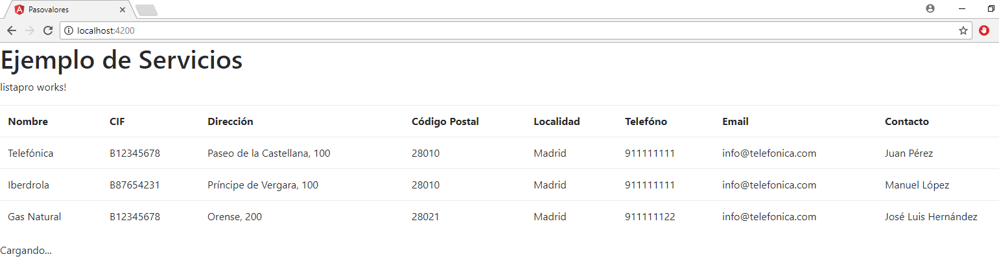 Pasovalores
localhost:4200
Ejemplo de Servicios
listapro works!
Nombre CIF Dirección Código Postal Localidad Telefóno Email Contacto
Telefónica B12345678 Paseo de la Castellana, 100 28010 Madrid 911111111 info@telefonica.com Juan Pérez
Iberdrola B87654231 Príncipe de Vergara, 100 28010 Madrid 911111111 info@telefonica.com Manuel López
Gas Natural B12345678 Orense, 200 28021 Madrid 911111122 info@telefonica.com José Luis Hernández
Cargando...